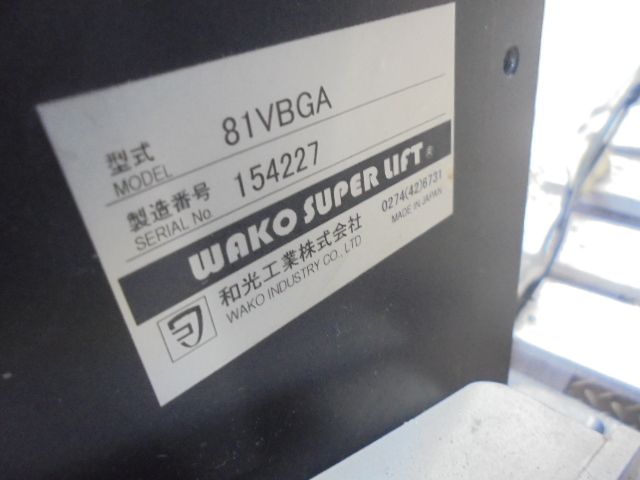 型式
MODEL 81VBGA
製造番号
SERIAL No. 154227
WAKO SUPER LIFT®
和光工業株式会社 0274(42)6731
WAKO INDUSTRY CO., LTD MADE IN JAPAN